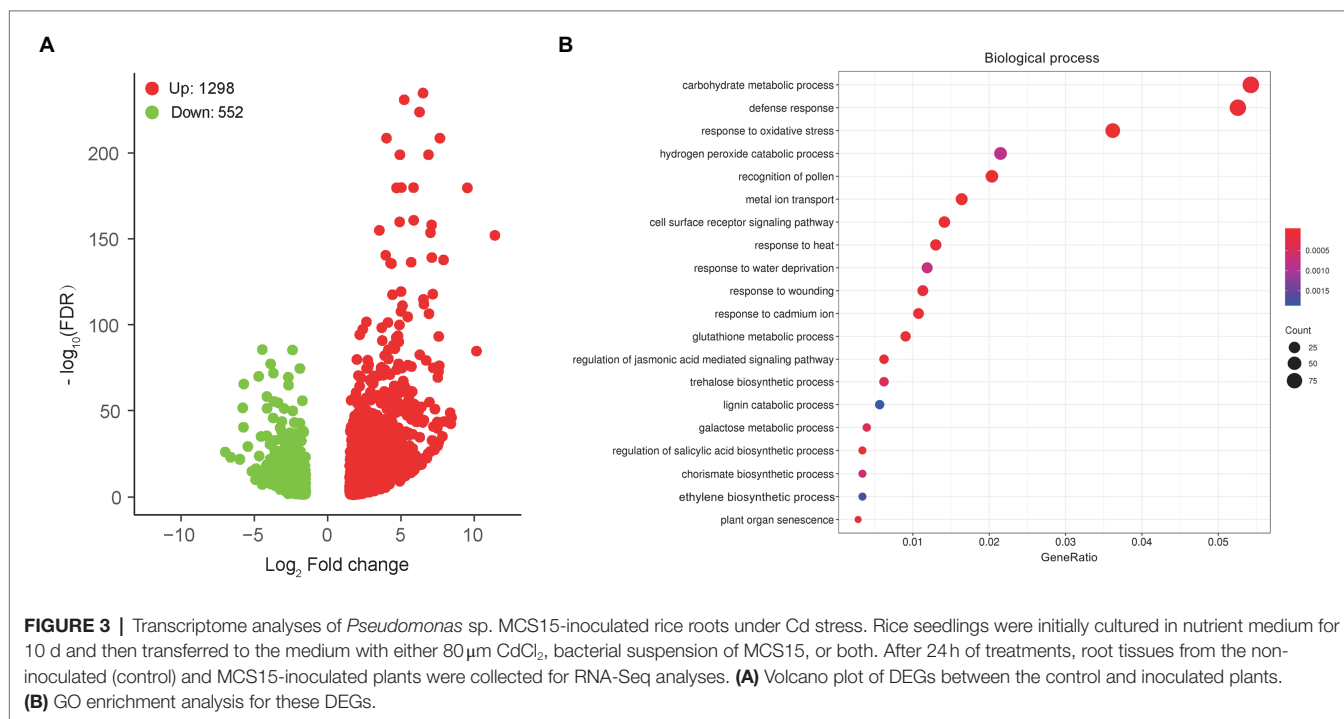 A
Up: 1298
Down: 552
200
150
100
50
0
- log10(FDR)
−10
−5
0
5
10
Log2 Fold change
B
Biological process
carbohydrate metabolic process
defense response
response to oxidative stress
hydrogen peroxide catabolic process
recognition of pollen
metal ion transport
cell surface receptor signaling pathway
response to heat
response to water deprivation
response to wounding
response to cadmium ion
glutathione metabolic process
regulation of jasmonic acid mediated signaling pathway
trehalose biosynthetic process
lignin catabolic process
galactose metabolic process
regulation of salicylic acid biosynthetic process
chorismate biosynthetic process
ethylene biosynthetic process
plant organ senescence
0.01
0.02
0.03
0.04
0.05
GeneRatio
0.0005
0.0010
0.0015
Count
25
50
75
FIGURE 3 | Transcriptome analyses of Pseudomonas sp. MCS15-inoculated rice roots under Cd stress. Rice seedlings were initially cultured in nutrient medium for
10 d and then transferred to the medium with either 80 μm CdCl2, bacterial suspension of MCS15, or both. After 24 h of treatments, root tissues from the non-
inoculated (control) and MCS15-inoculated plants were collected for RNA-Seq analyses. (A) Volcano plot of DEGs between the control and inoculated plants.
(B) GO enrichment analysis for these DEGs.